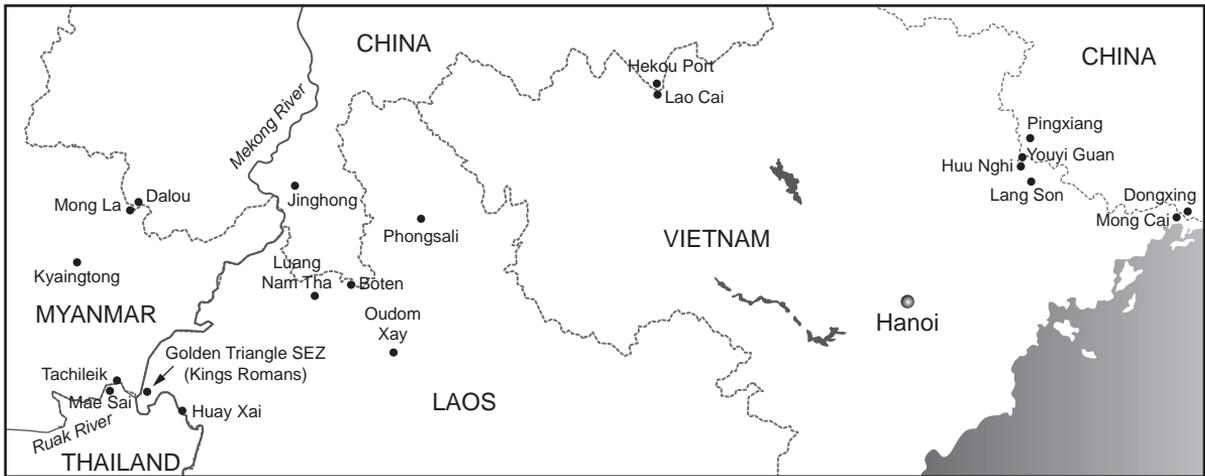 CHINA
CHINA
Hekou Port
Lao Cai
Mekong River
Pingxiang
Youyi Guan
Huu Nghi
Lang Son
Jinghong
Dalou
Mong La
Dongxing
Mong Cai
Phongsali
VIETNAM
Kyaingtong
Luang
Nam Tha
Boten
MYANMAR
Oudom
Xay
Hanoi
Golden Triangle SEZ
(Kings Romans)
Tachileik
Mae Sai
Huay Xai
LAOS
Ruak River
THAILAND